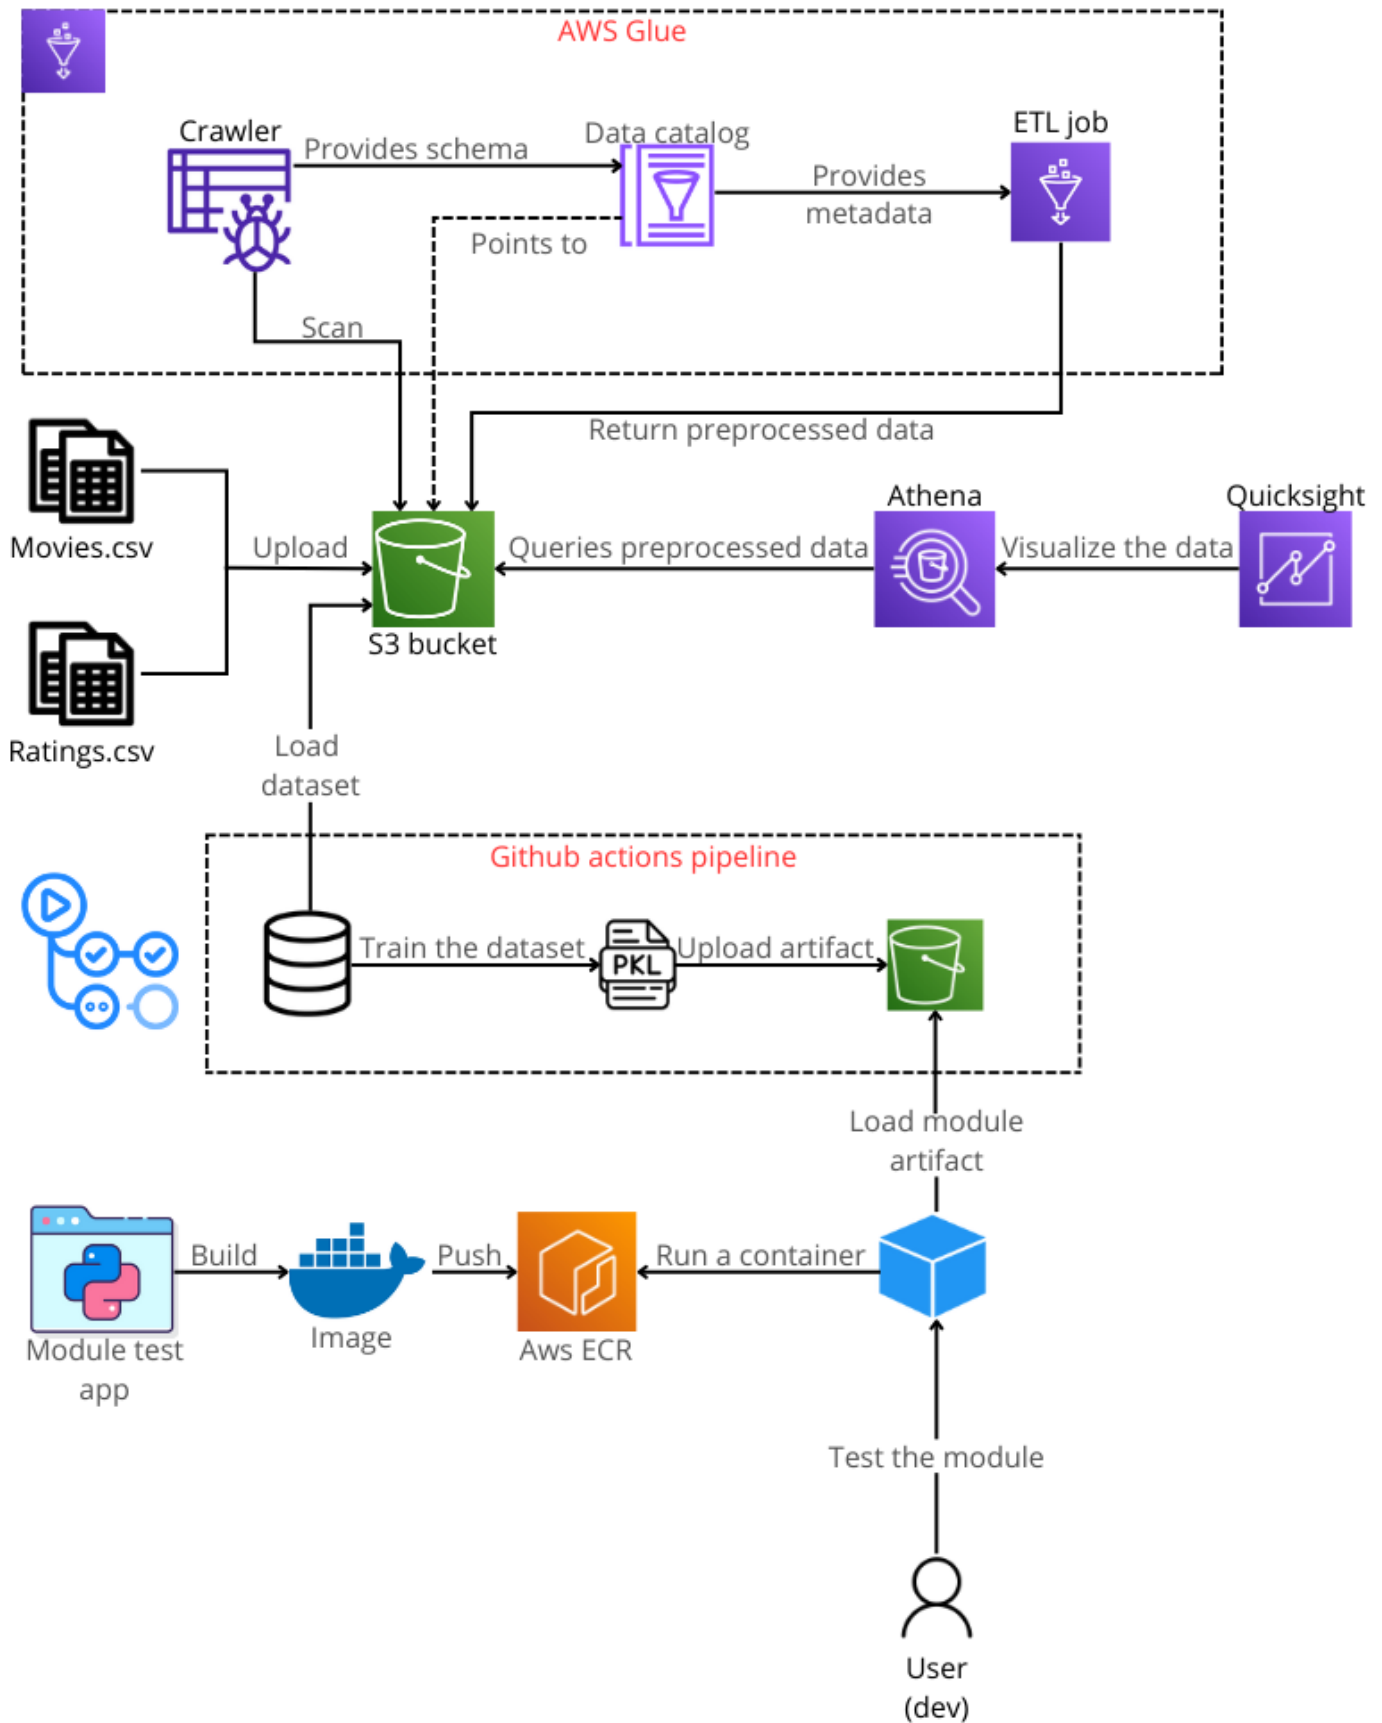 AWS Glue
Crawler
Provides schema
Data catalog
ETL job
Provides
metadata
Points to
Scan
Return preprocessed data
Movies.csv
Upload
Queries preprocessed data
Athena
Visualize the data
Quicksight
S3 bucket
Ratings.csv
Load
dataset
Github actions pipeline
Train the dataset
PKL
Upload artifact
Load module
artifact
Build
Push
Run a container
Module test
app
Image
Aws ECR
Test the module
User
(dev)